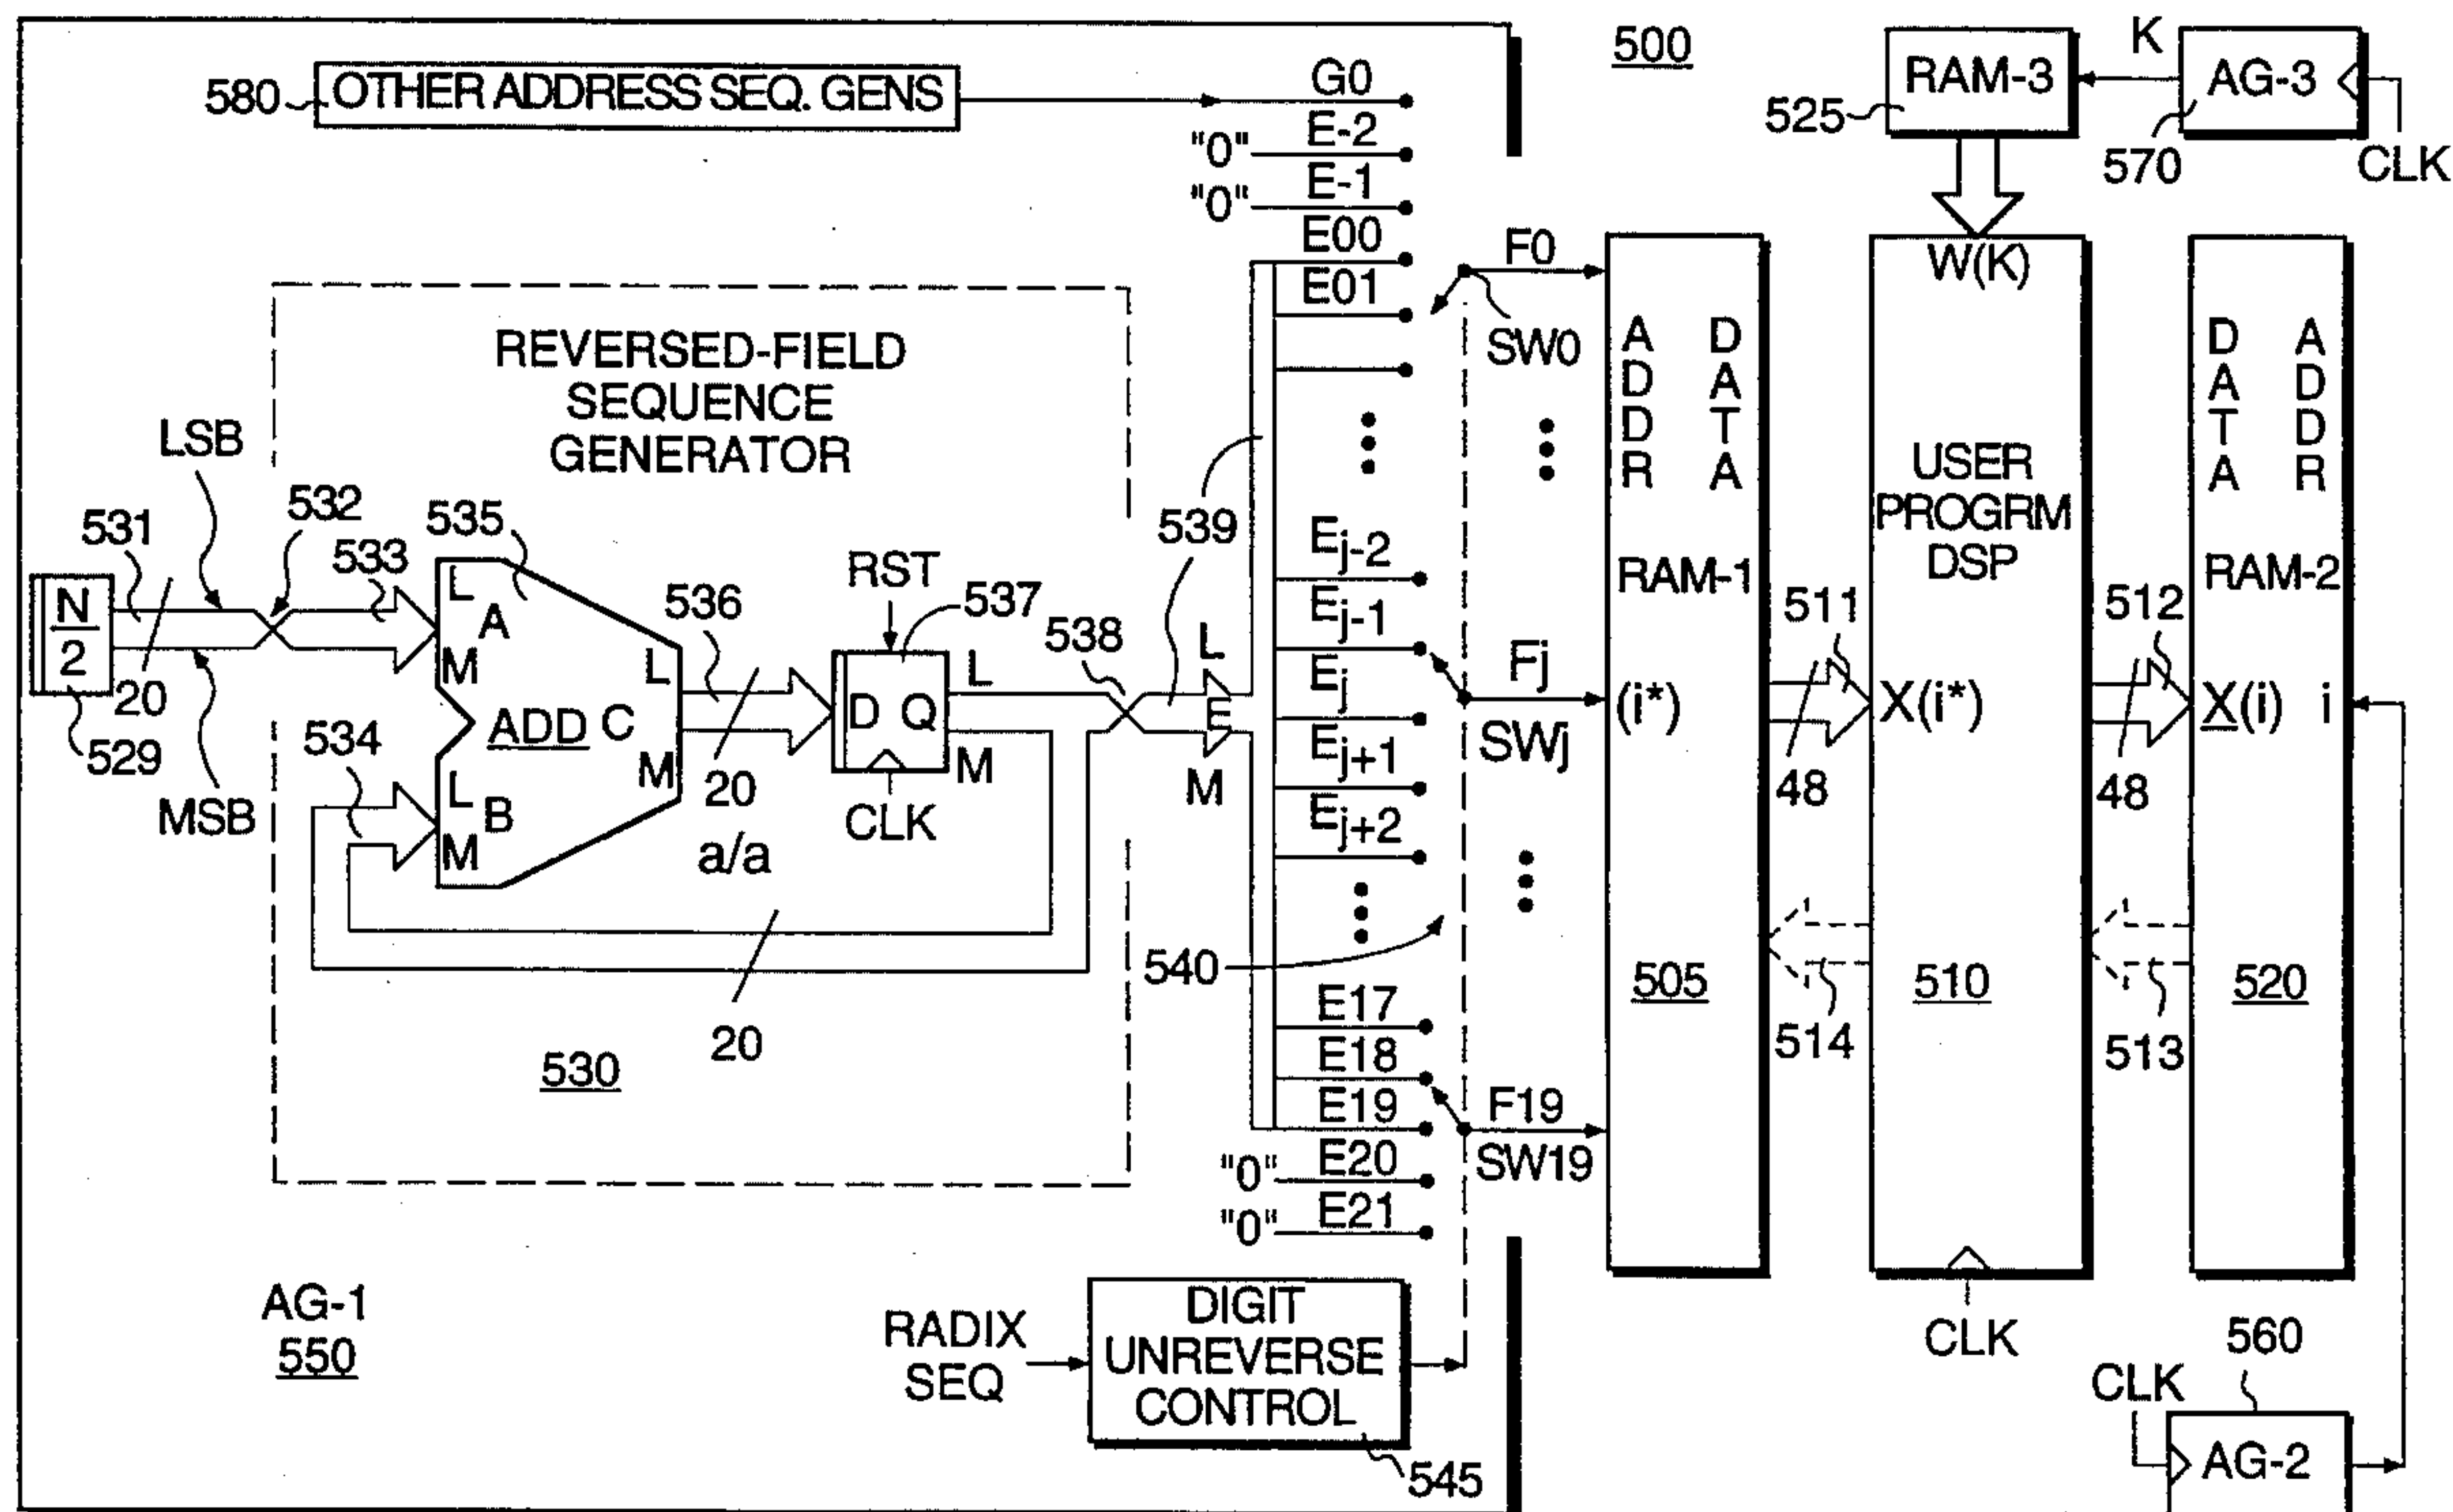 500
580
OTHER ADDRESS SEQ. GENS
G0
"0" E-2
"0" E-1
E00
E01
RAM-3
525
K
AG-3
570
CLK
REVERSED-FIELD
SEQUENCE
GENERATOR
LSB
MSB
531
532
533
535
N
2
529
20
534
L
A
M
ADD
L
B
M
C
L
M
536
20
a/a
RST
537
D Q
CLK
L
M
538
539
L
E
M
20
530
Ej-2
Ej-1
Ej
Ej+1
Ej+2
540
E17
E18
E19
"0" E20
"0" E21
F0
SW0
Fj
SWj
F19
SW19
ADDR
DATA
RAM-1
(i*)
505
511
48
514
W(K)
USER
PROGRM
DSP
X(i*)
510
CLK
512
48
513
DATA
ADDR
RAM-2
X(i) i
520
AG-1
550
RADIX
SEQ
DIGIT
UNREVERSE
CONTROL
545
560
CLK
AG-2